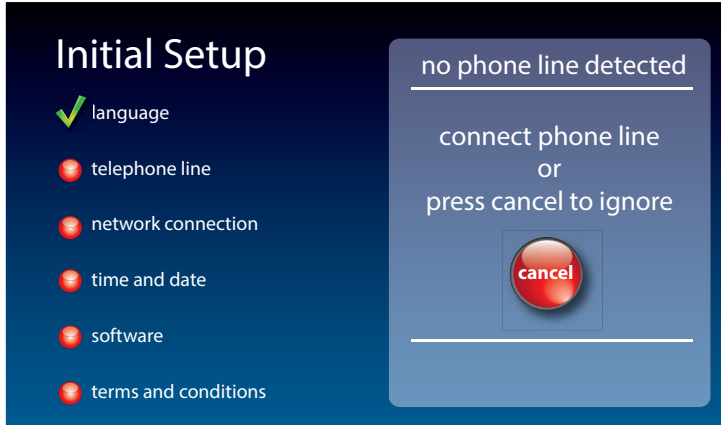 Initial Setup
language
telephone line
network connection
time and date
software
terms and conditions
no phone line detected
connect phone line
or
press cancel to ignore
cancel